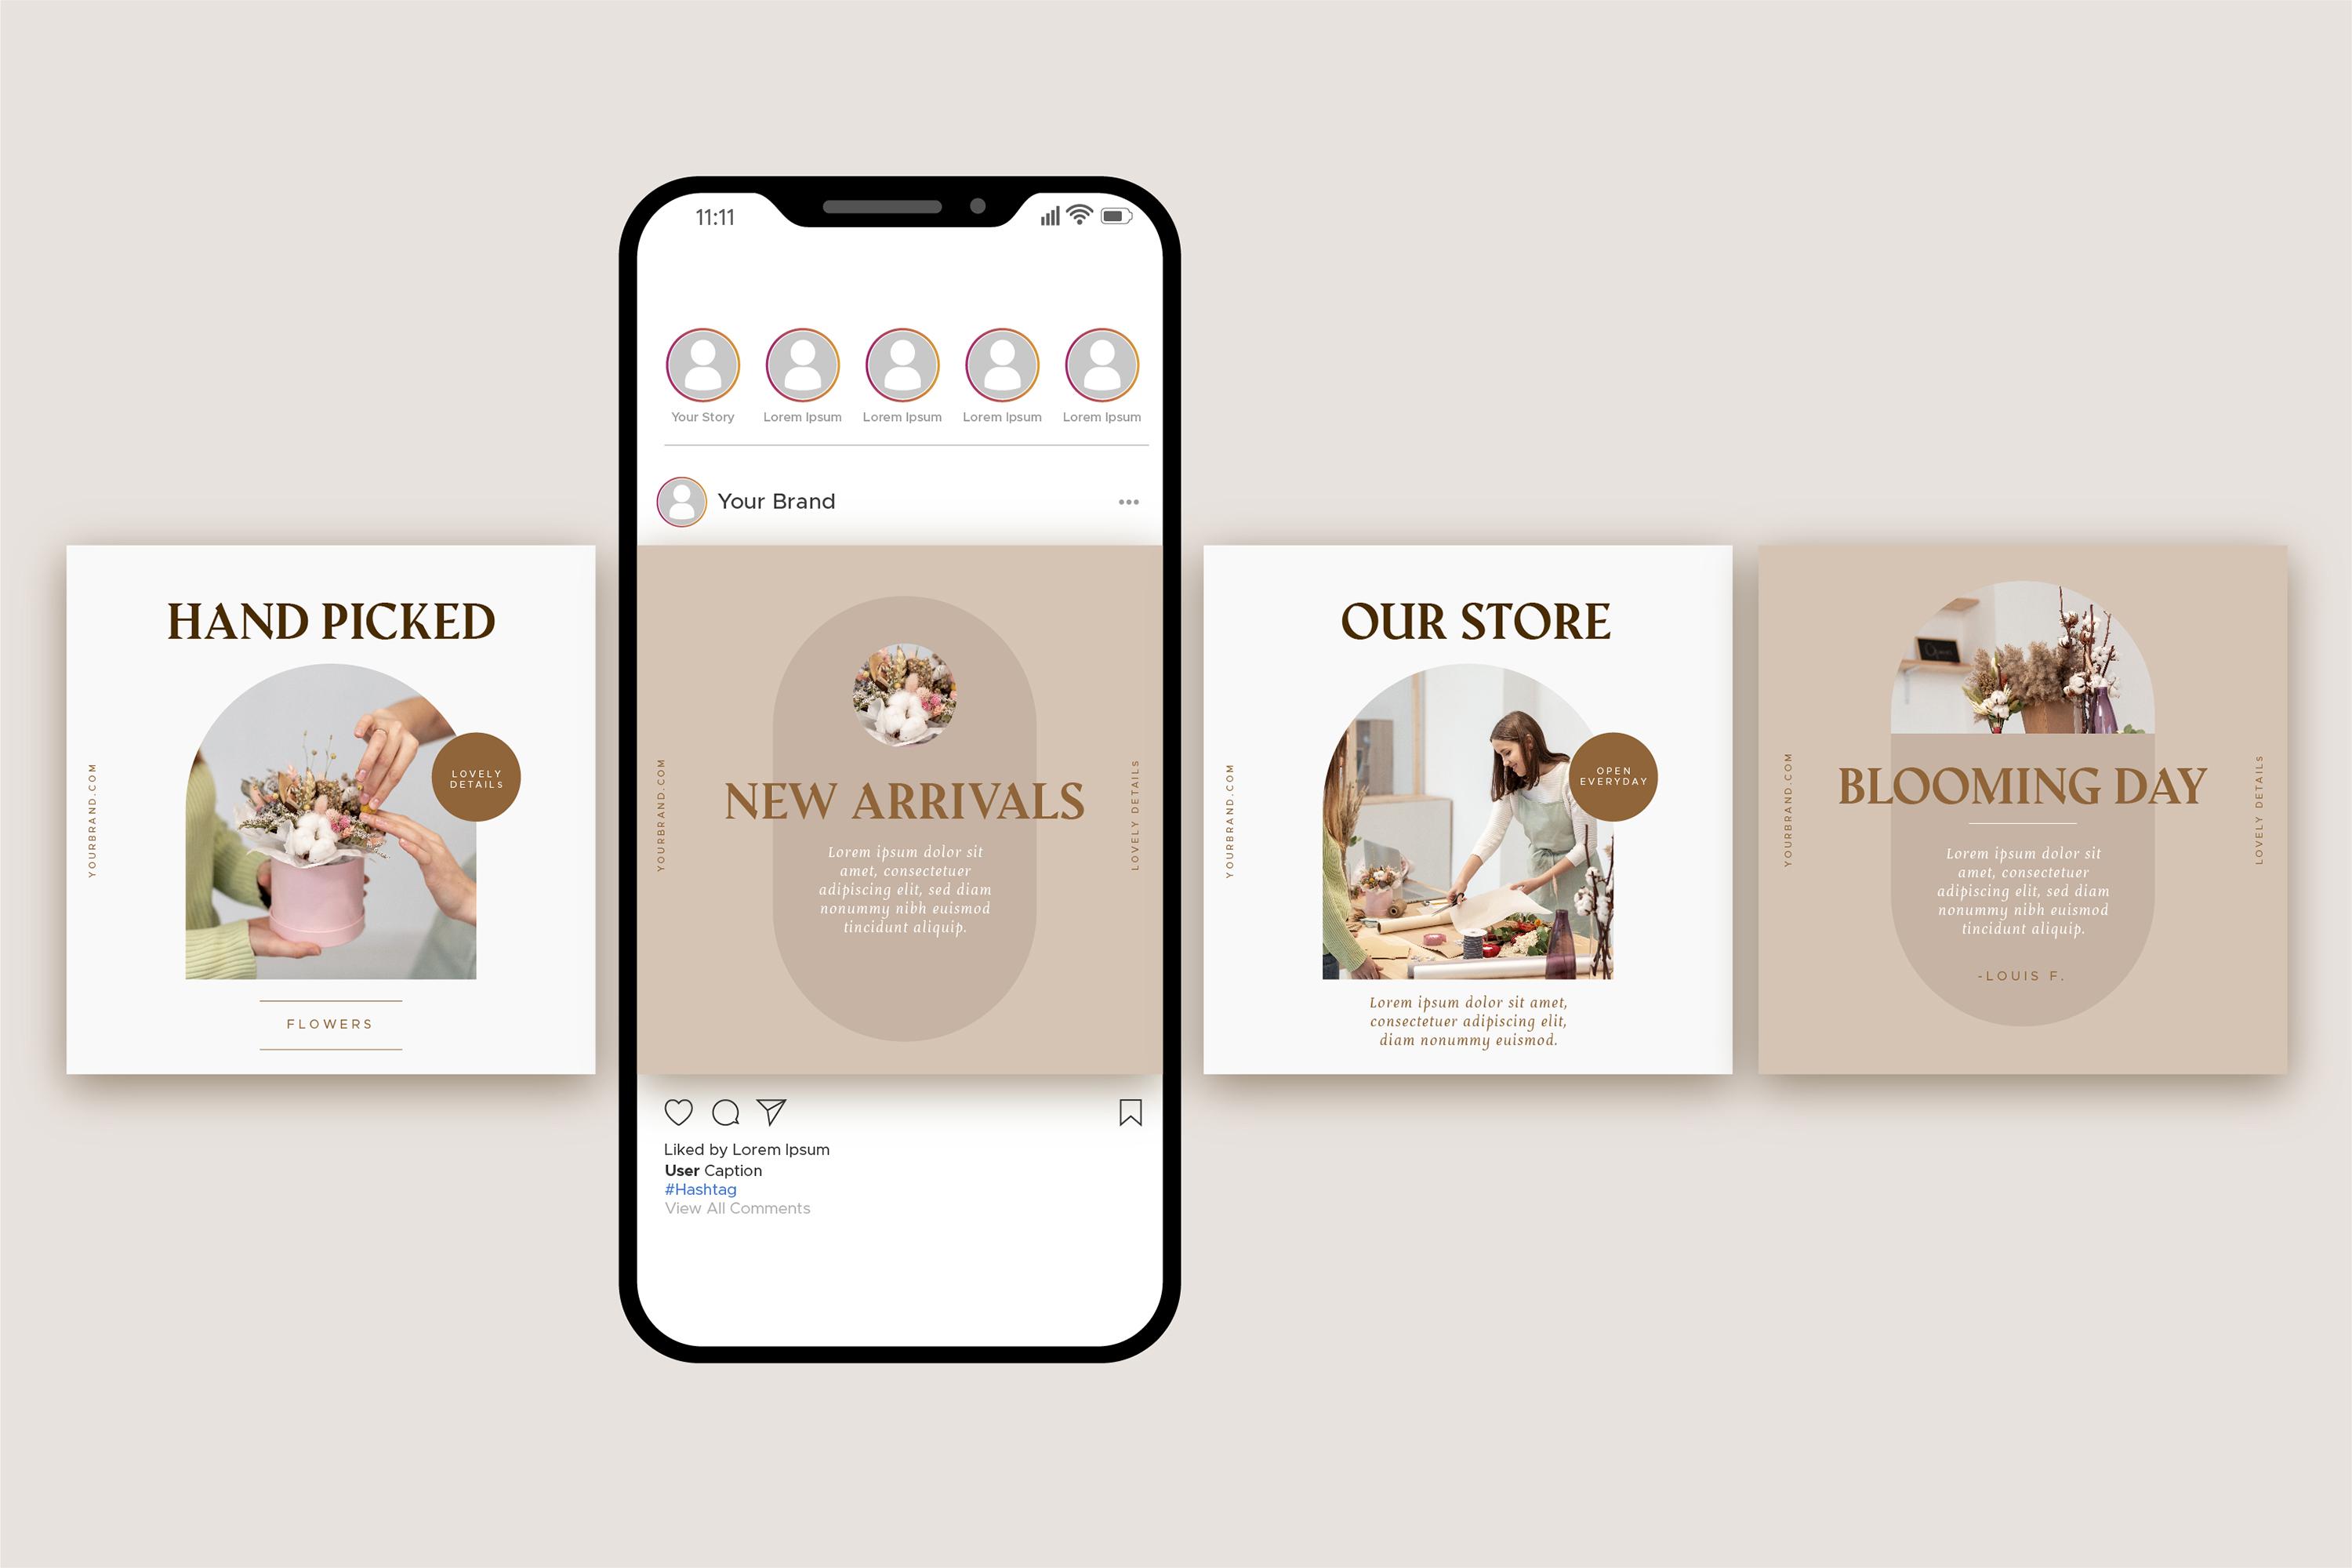 11:11
Your Story
Lorem Ipsum
Lorem Ipsum
Lorem Ipsum
Lorem Ipsum
Your Brand
HAND PICKED
LOVELY
DETAILS
YOURBRAND.COM
FLOWERS
YOURBRAND.COM
NEW ARRIVALS
Lorem ipsum dolor sit
amet, consectetuer
adipiscing elit, sed diam
nonummy nibh euismod
tincidunt aliquip.
LOVELY DETAILS
Liked by Lorem Ipsum
User Caption
#Hashtag
View All Comments
OUR STORE
OPEN
EVERYDAY
YOURBRAND.COM
Lorem ipsum dolor sit amet,
consectetuer adipiscing elit,
diam nonummy euismod.
Open
YOURBRAND.COM
BLOOMING DAY
Lorem ipsum dolor sit
amet, consectetuer
adipiscing elit, sed diam
nonummy nibh euismod
tincidunt aliquip.
-LOUIS F.
LOVELY DETAILS